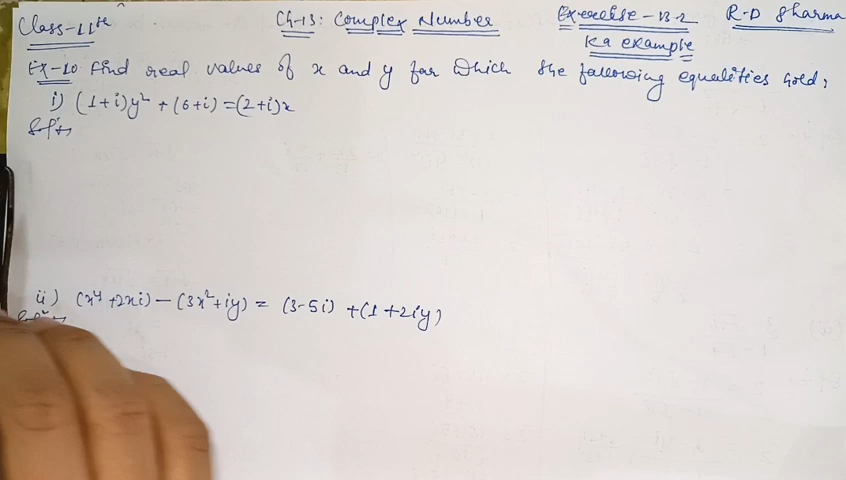 Class-11th Ch-13: Complex Number Exercise-13.2 R.D Sharma
Ka example
Ex-10 Find real values of x and y for which the following equalities hold,
i) (1+i)y² + (6+i) = (2+i)x
Solⁿ
ii) (x⁴+2xi) - (3x²+iy) = (3-5i) + (1+2iy)
Solⁿ